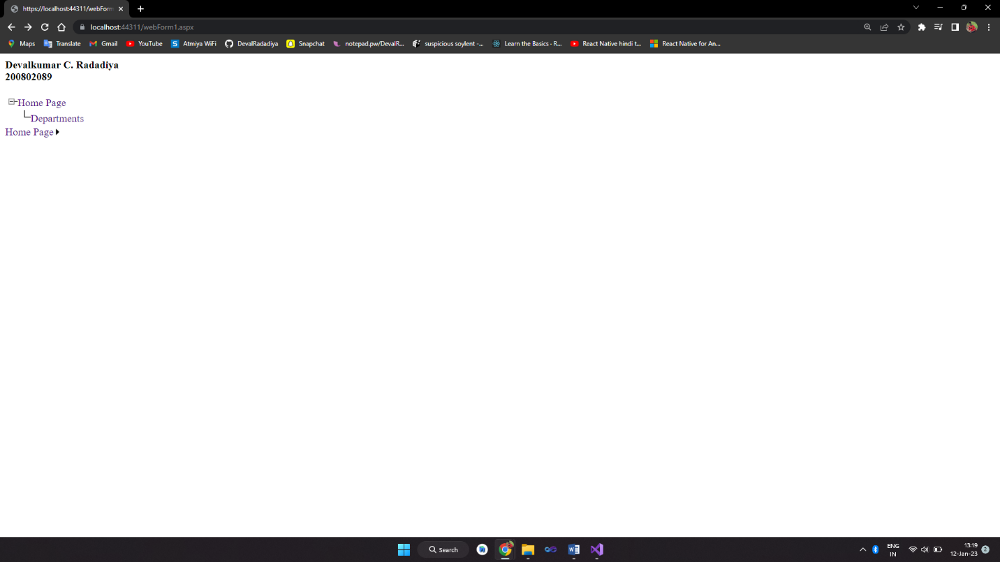 https://localhost:44311/webForm
localhost:44311/webForm1.aspx
Maps Translate Gmail YouTube Atmiya WiFi DevalRadadiya Snapchat notepad.pw/DevalR... suspicious soylent -... Learn the Basics · R... React Native hindi t... React Native for An...
Devalkumar C. Radadiya
200802089
Home Page
Departments
Home Page
Search
ENG
IN
13:19
12-Jan-23
2